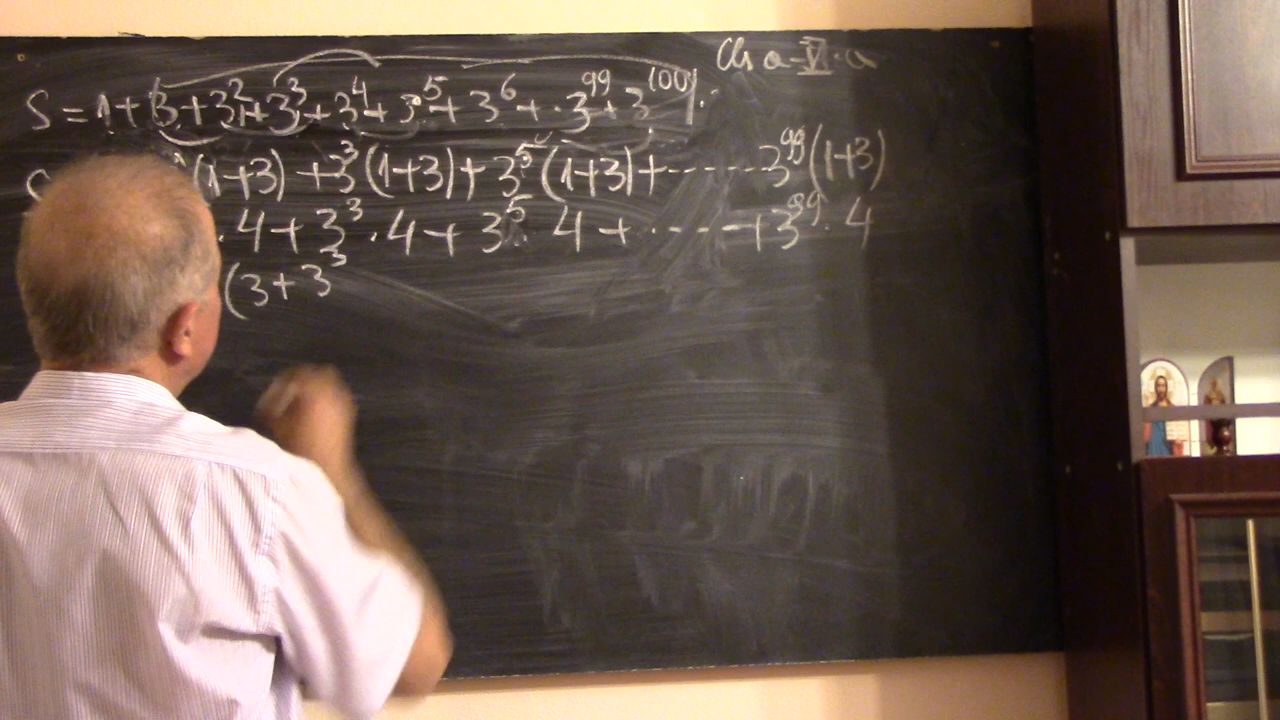 Cls a VI-a
S = 1 + 3 + 3² + 3³ + 3⁴ + 3⁵ + 3⁶ + . 3⁹⁹ + 3¹⁰⁰
(1+3) + 3³(1+3) + 3⁵(1+3) + ------ 3⁹⁹(1+3)
. 4 + 3³ . 4 + 3⁵ . 4 + ...... + 3⁹⁹ . 4
(3 + 3³